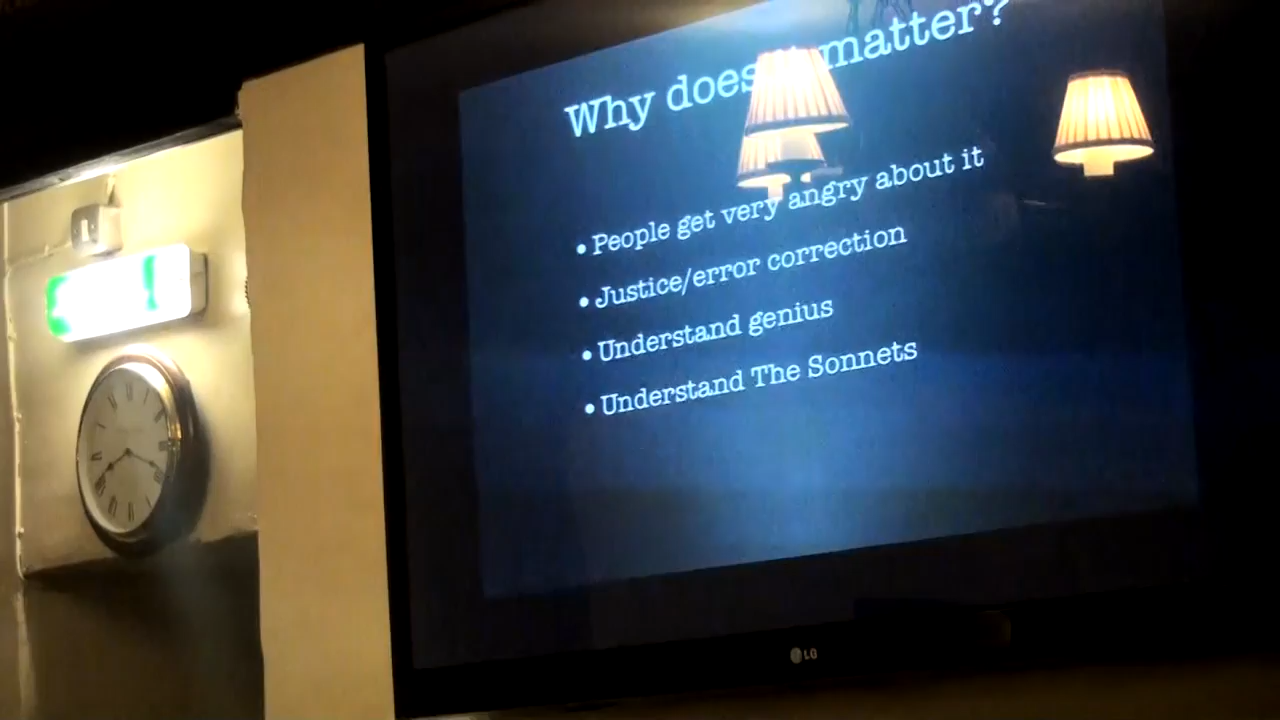 Why does matter?
• People get very angry about it
• Justice/error correction
• Understand genius
• Understand The Sonnets
LG